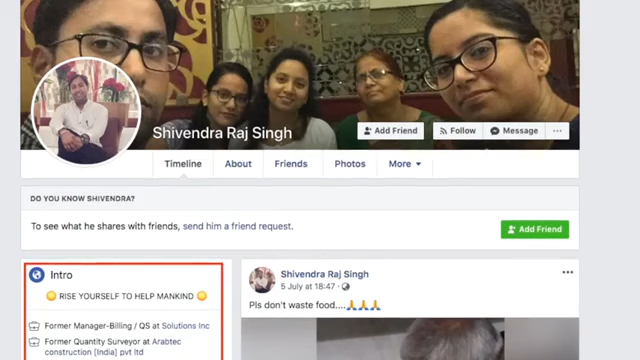 Shivendra Raj Singh
Add Friend
Follow
Message
Timeline
About
Friends
Photos
More
DO YOU KNOW SHIVENDRA?
To see what he shares with friends, send him a friend request.
Add Friend
Intro
RISE YOURSELF TO HELP MANKIND
Former Manager-Billing / QS at Solutions Inc
Former Quantity Surveyor at Arabtec
construction [India] pvt ltd
Shivendra Raj Singh
5 July at 18:47 ·
Pls don't waste food....🙏🙏🙏